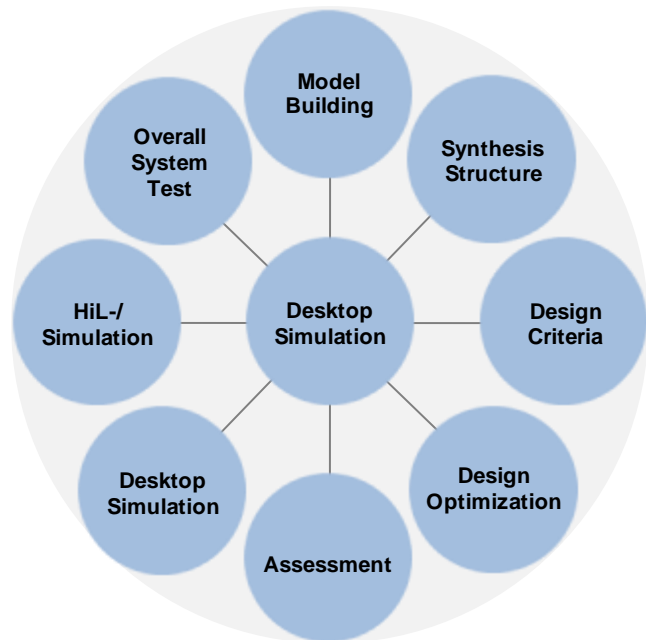 Model
Building
Overall
System
Test
Synthesis
Structure
HiL-/
Simulation
Desktop
Simulation
Design
Criteria
Desktop
Simulation
Design
Optimization
Assessment